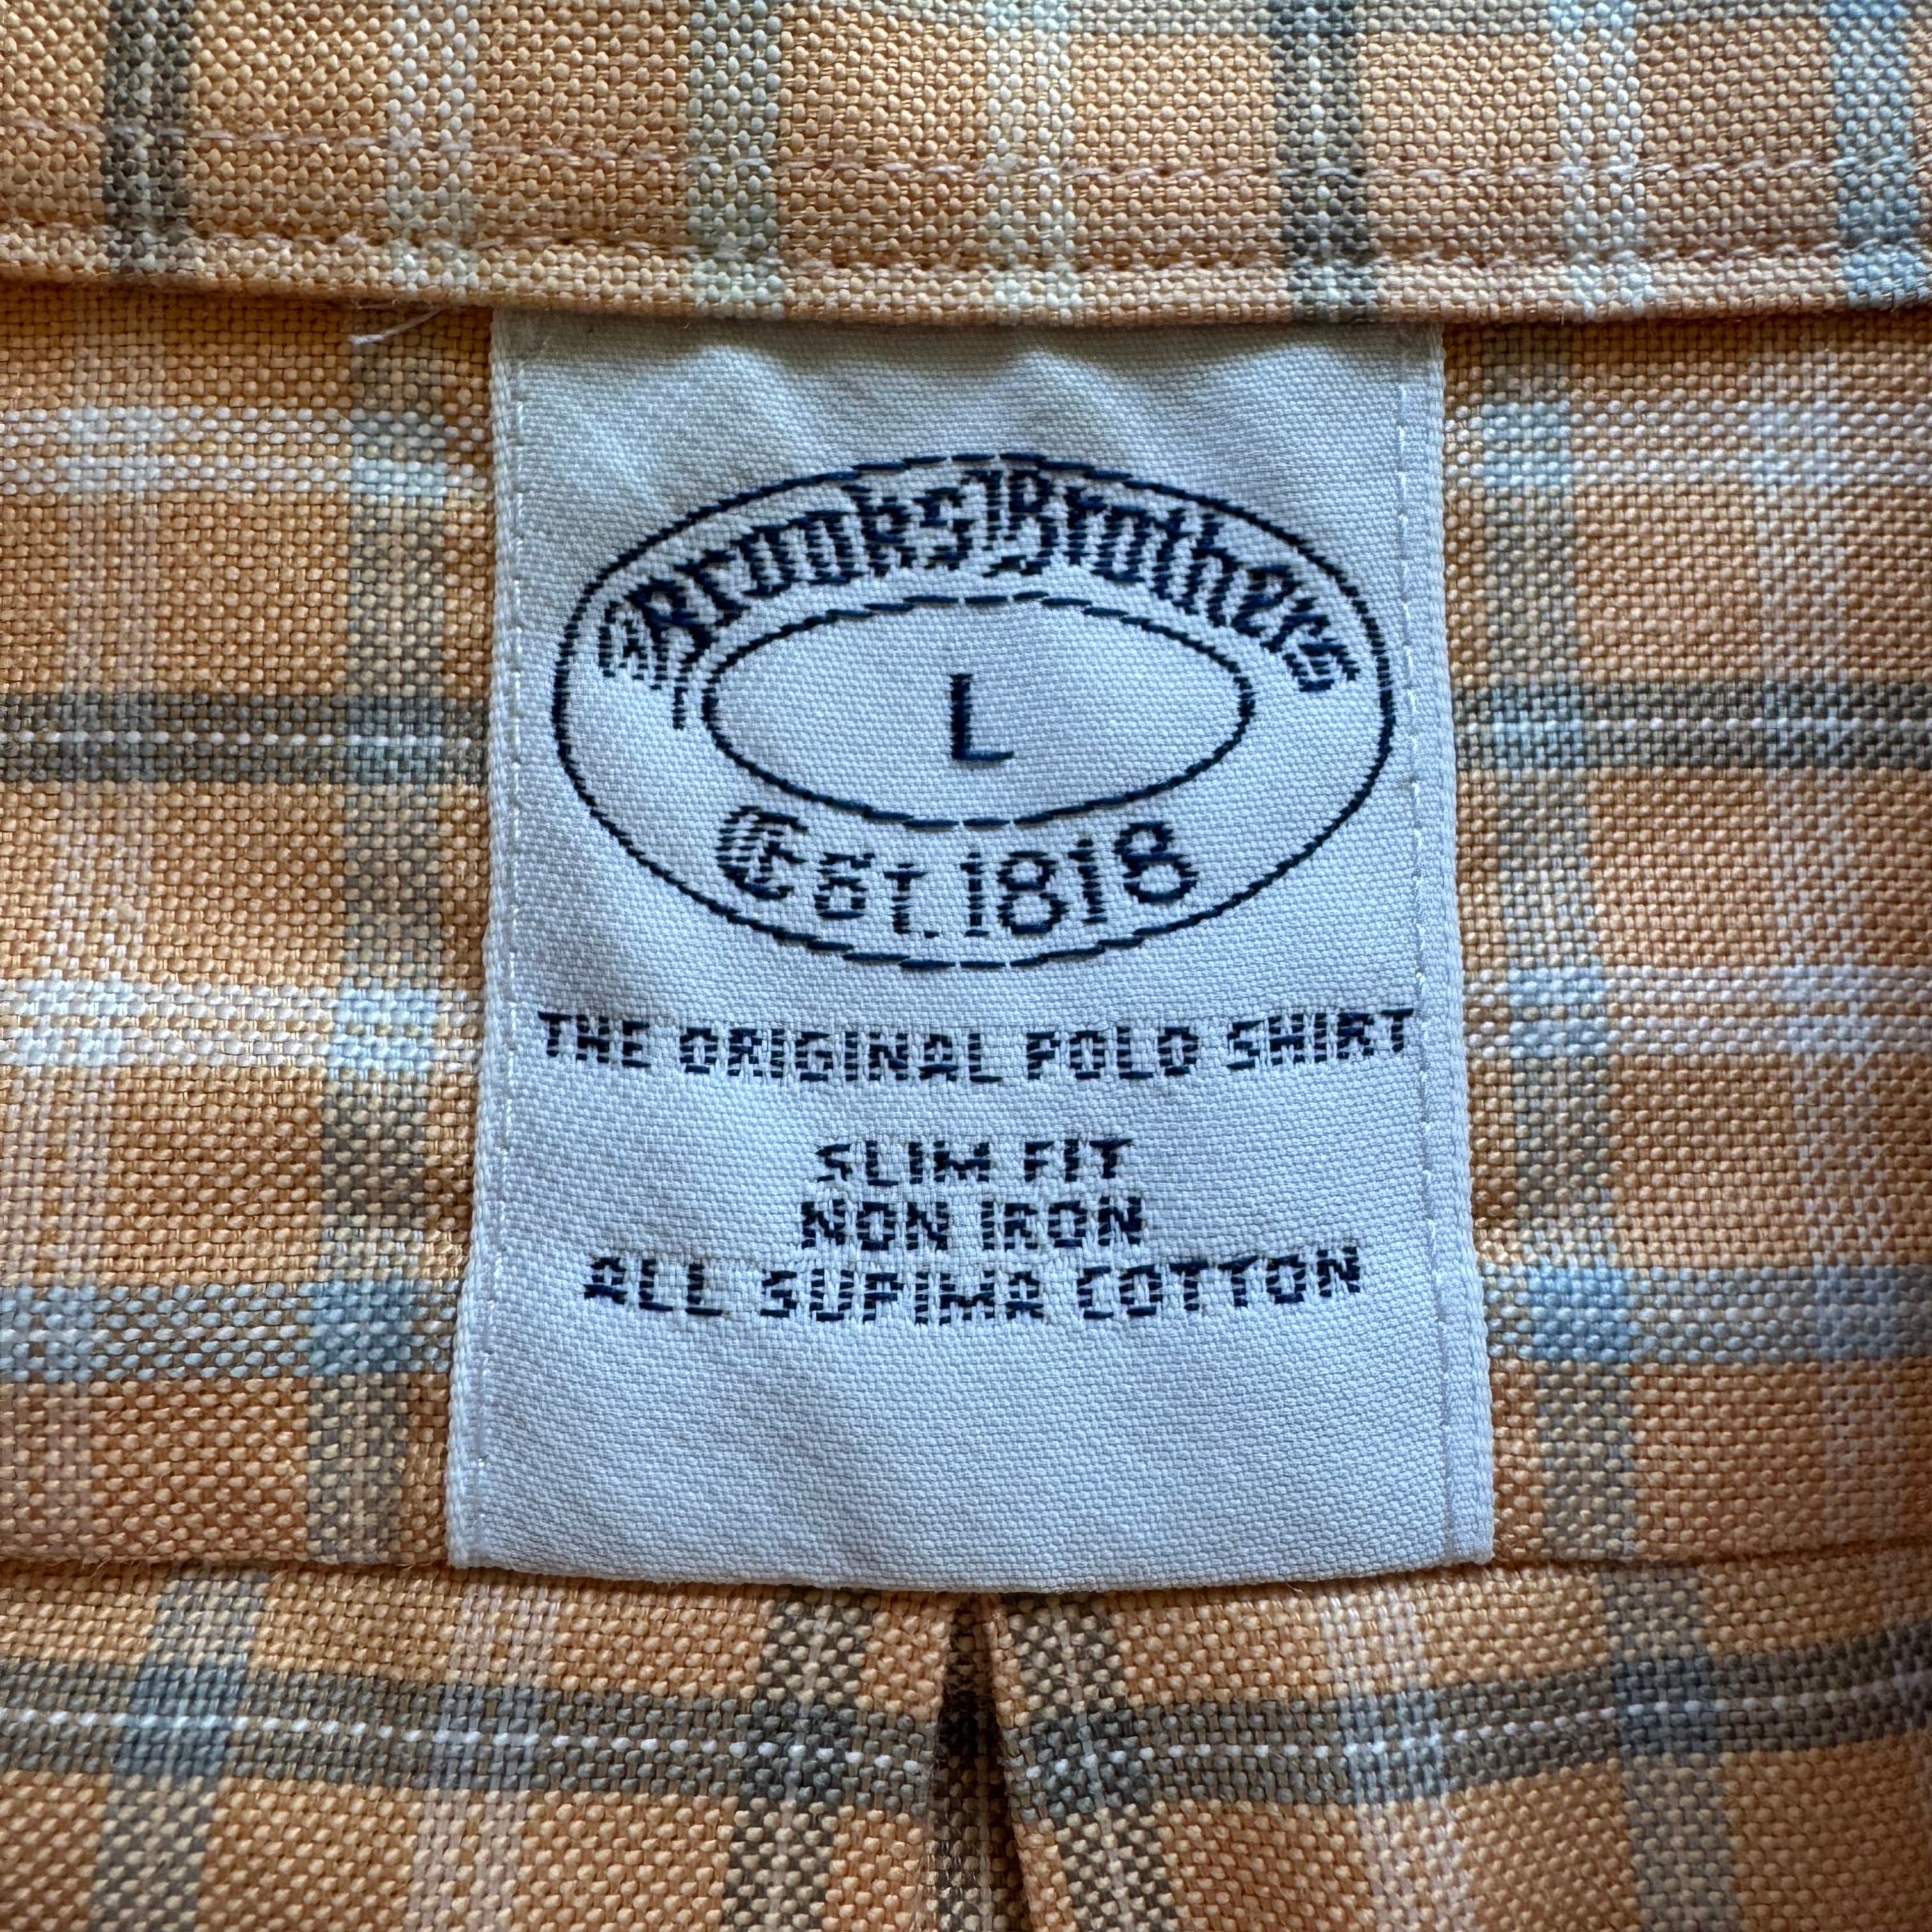 Brooks Brothers
L
Est. 1818
THE ORIGINAL POLO SHIRT
SLIM FIT
NON IRON
ALL SUPIMA COTTON